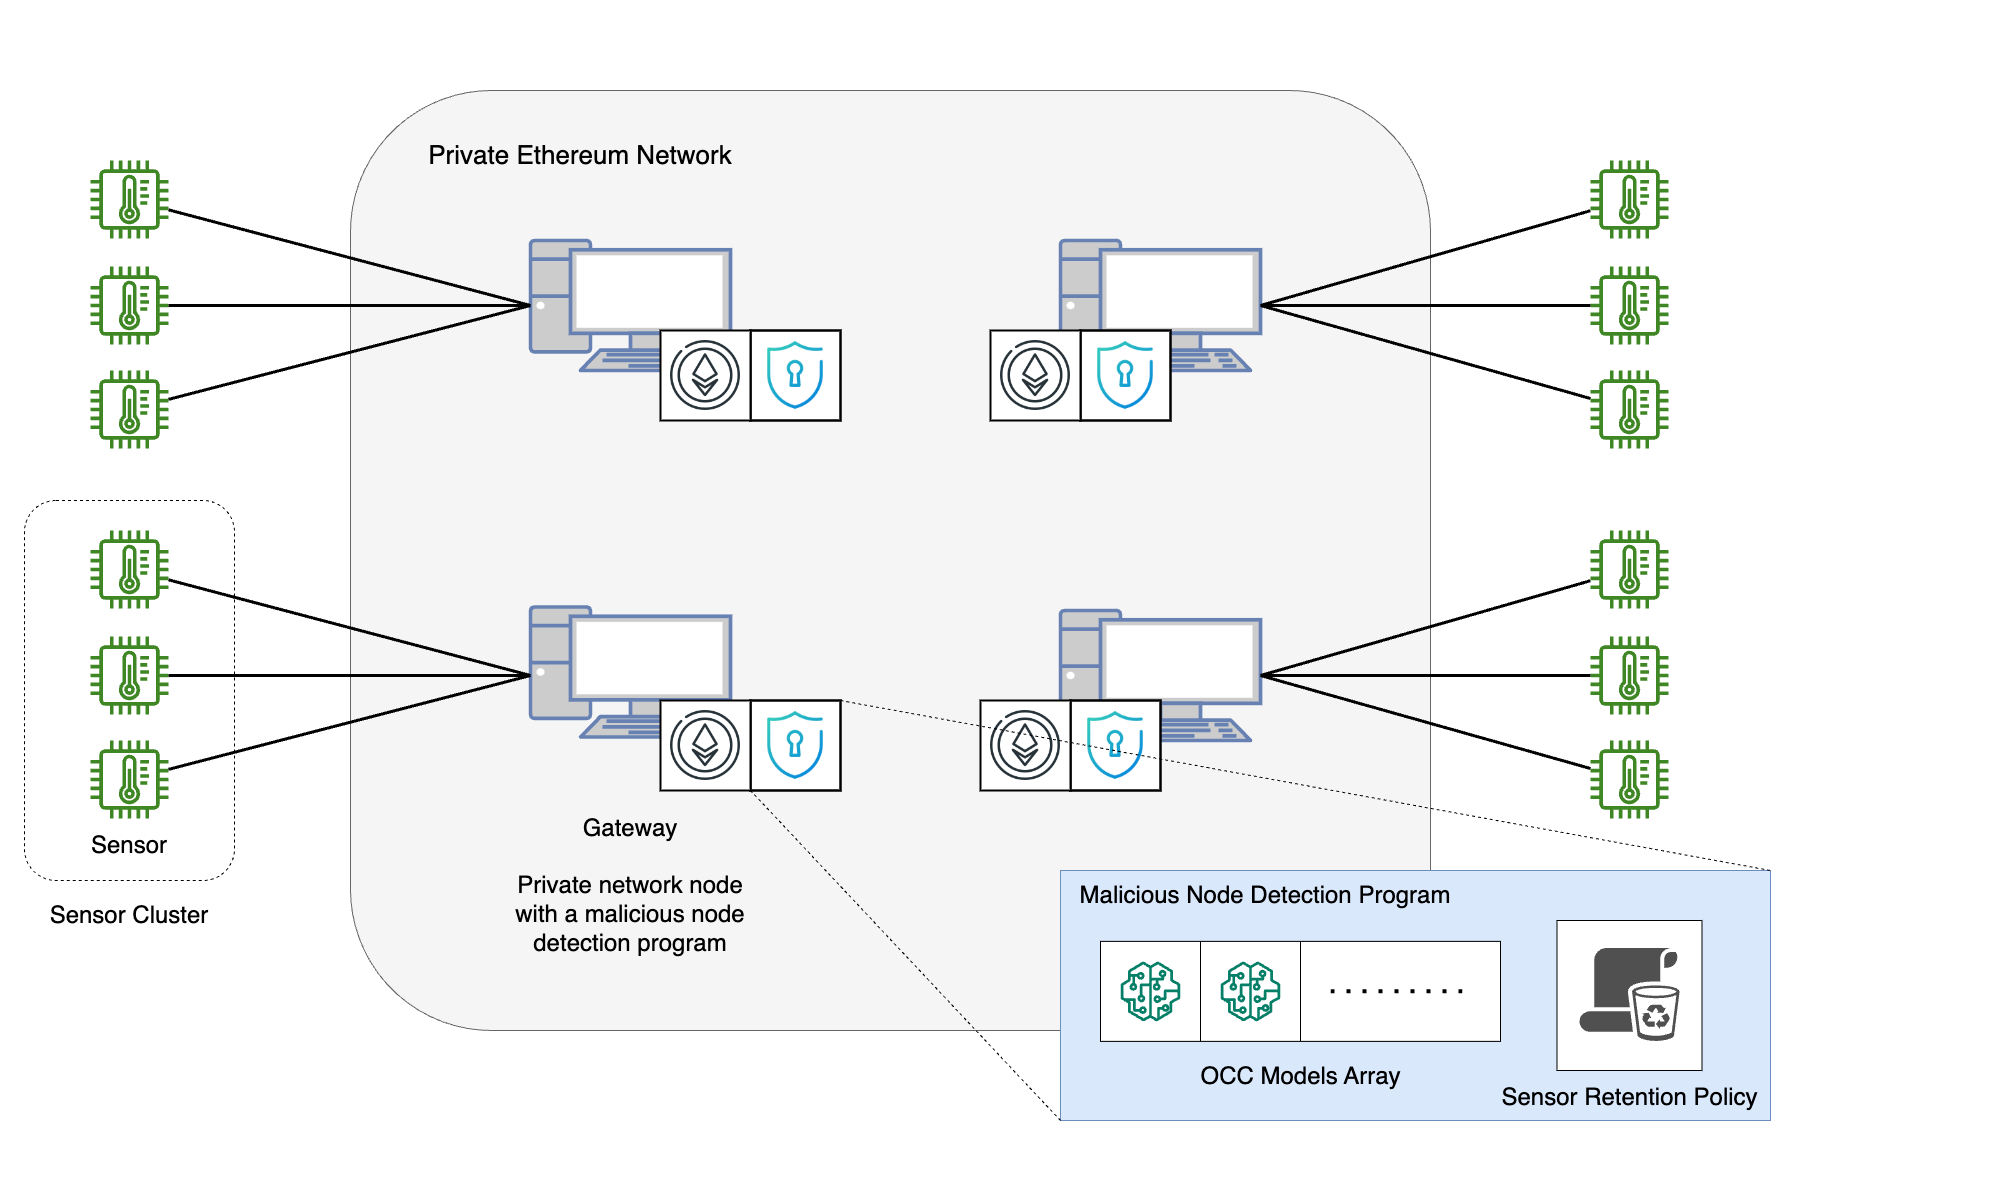 Private Ethereum Network
Sensor
Sensor Cluster
Gateway
Private network node
with a malicious node
detection program
Malicious Node Detection Program
OCC Models Array
Sensor Retention Policy